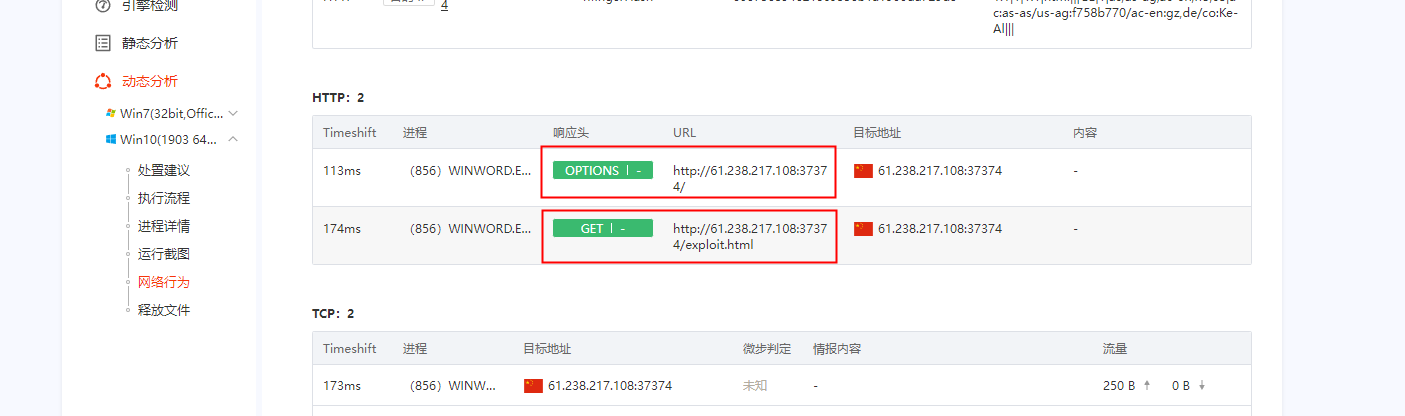 引擎检测
4
c:as-as/us-ag:f758b770/ac-en:gz,de/co:Ke-
Al|||
静态分析
动态分析
Win7(32bit,Offic...
Win10(1903 64...
处置建议
执行流程
进程详情
运行截图
网络行为
释放文件
HTTP：2
Timeshift 进程 响应头 URL 目标地址 内容
113ms （856）WINWORD.E... OPTIONS | - http://61.238.217.108:3737
4/ 61.238.217.108:37374 -
174ms （856）WINWORD.E... GET | - http://61.238.217.108:3737
4/exploit.html 61.238.217.108:37374 -
TCP：2
Timeshift 进程 目标地址 微步判定 情报内容 流量
173ms （856）WINW... 61.238.217.108:37374 未知 - 250 B 0 B